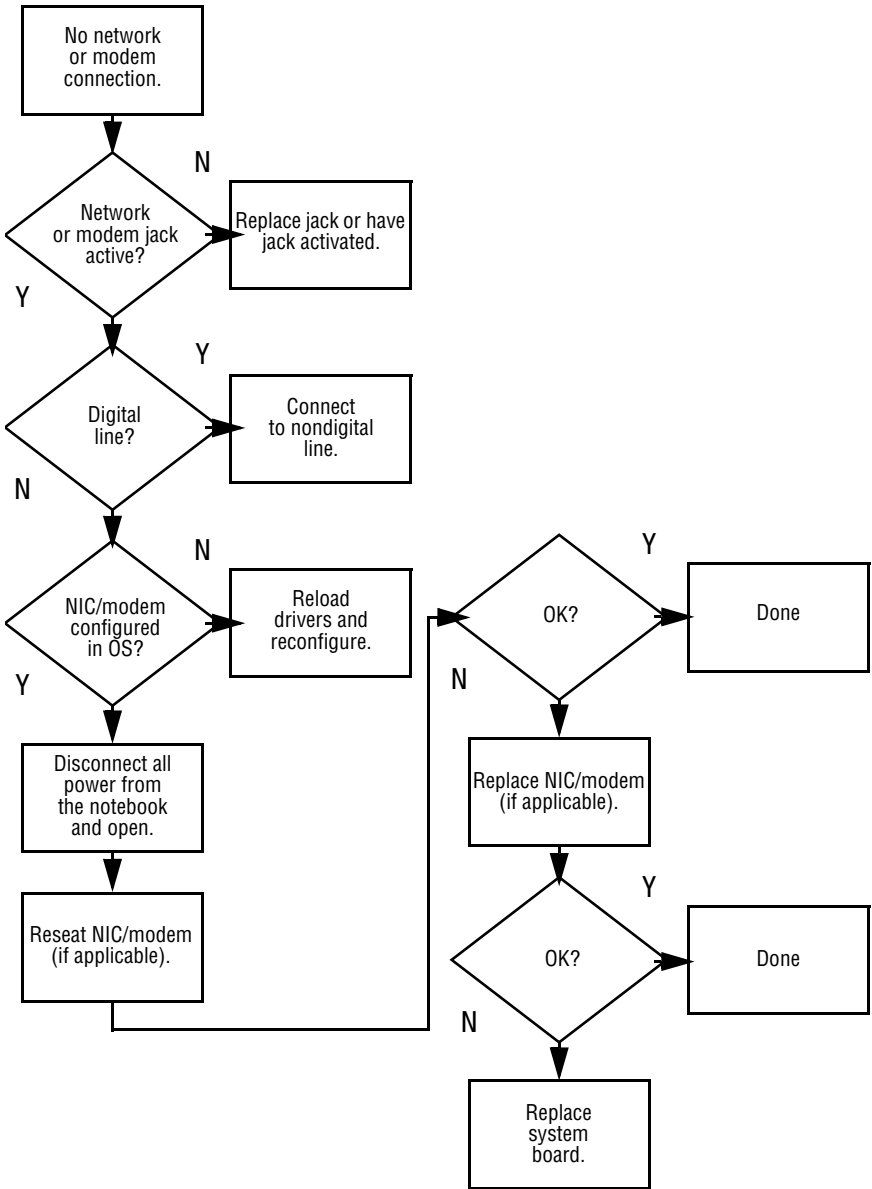 No network
or modem
connection.
N
Network
or modem jack
active?
Replace jack or have
jack activated.
Y
Y
Digital
line?
Connect
to nondigital
line.
N
N
NIC/modem
configured
in OS?
Reload
drivers and
reconfigure.
Y
Disconnect all
power from
the notebook
and open.
Reseat NIC/modem
(if applicable).
Y
OK?
Done
N
Replace NIC/modem
(if applicable).
Y
OK?
Done
N
Replace
system
board.